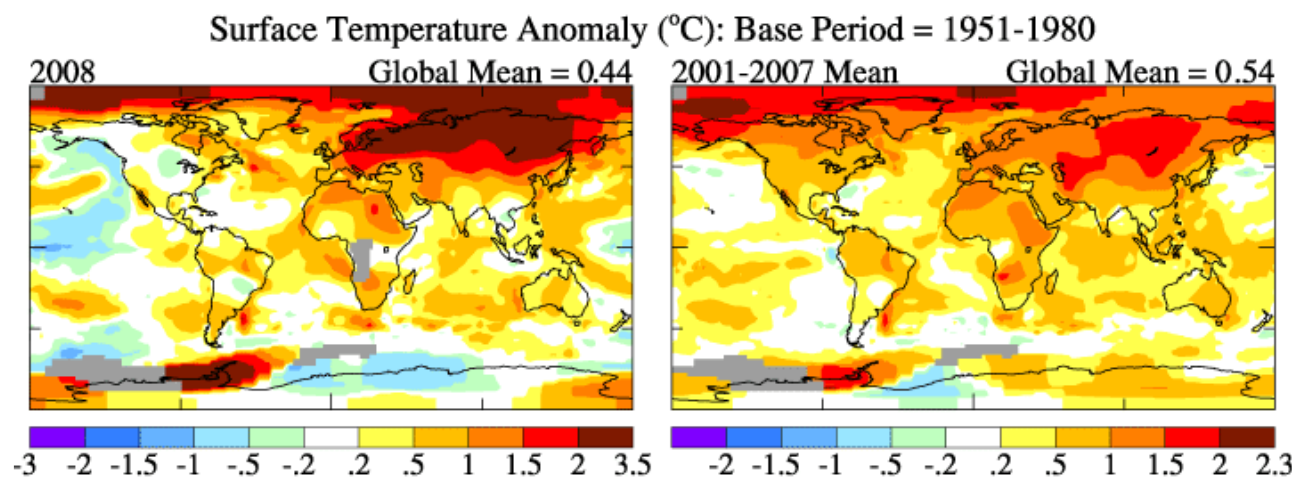 Surface Temperature Anomaly (°C): Base Period = 1951-1980
2008 Global Mean = 0.44
2001-2007 Mean Global Mean = 0.54
-3 -2 -1.5 -1 -.5 -.2 .2 .5 1 1.5 2 3.5
-2 -1.5 -1 -.5 -.2 .2 .5 1 1.5 2 2.3